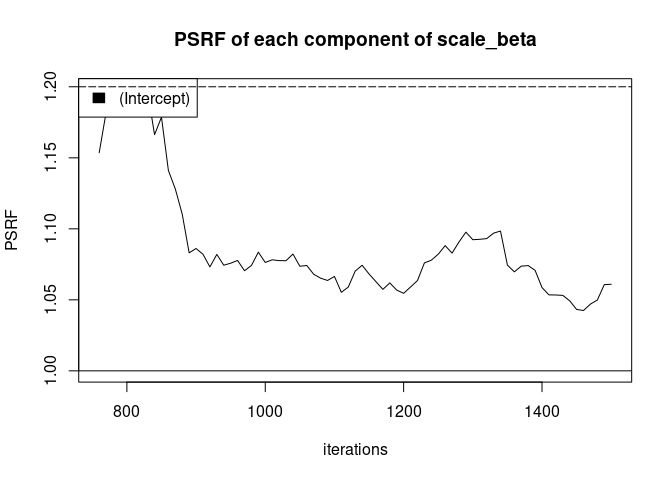 PSRF of each component of scale_beta
(Intercept)
PSRF
1.20
1.15
1.10
1.05
1.00
800 1000 1200 1400
iterations